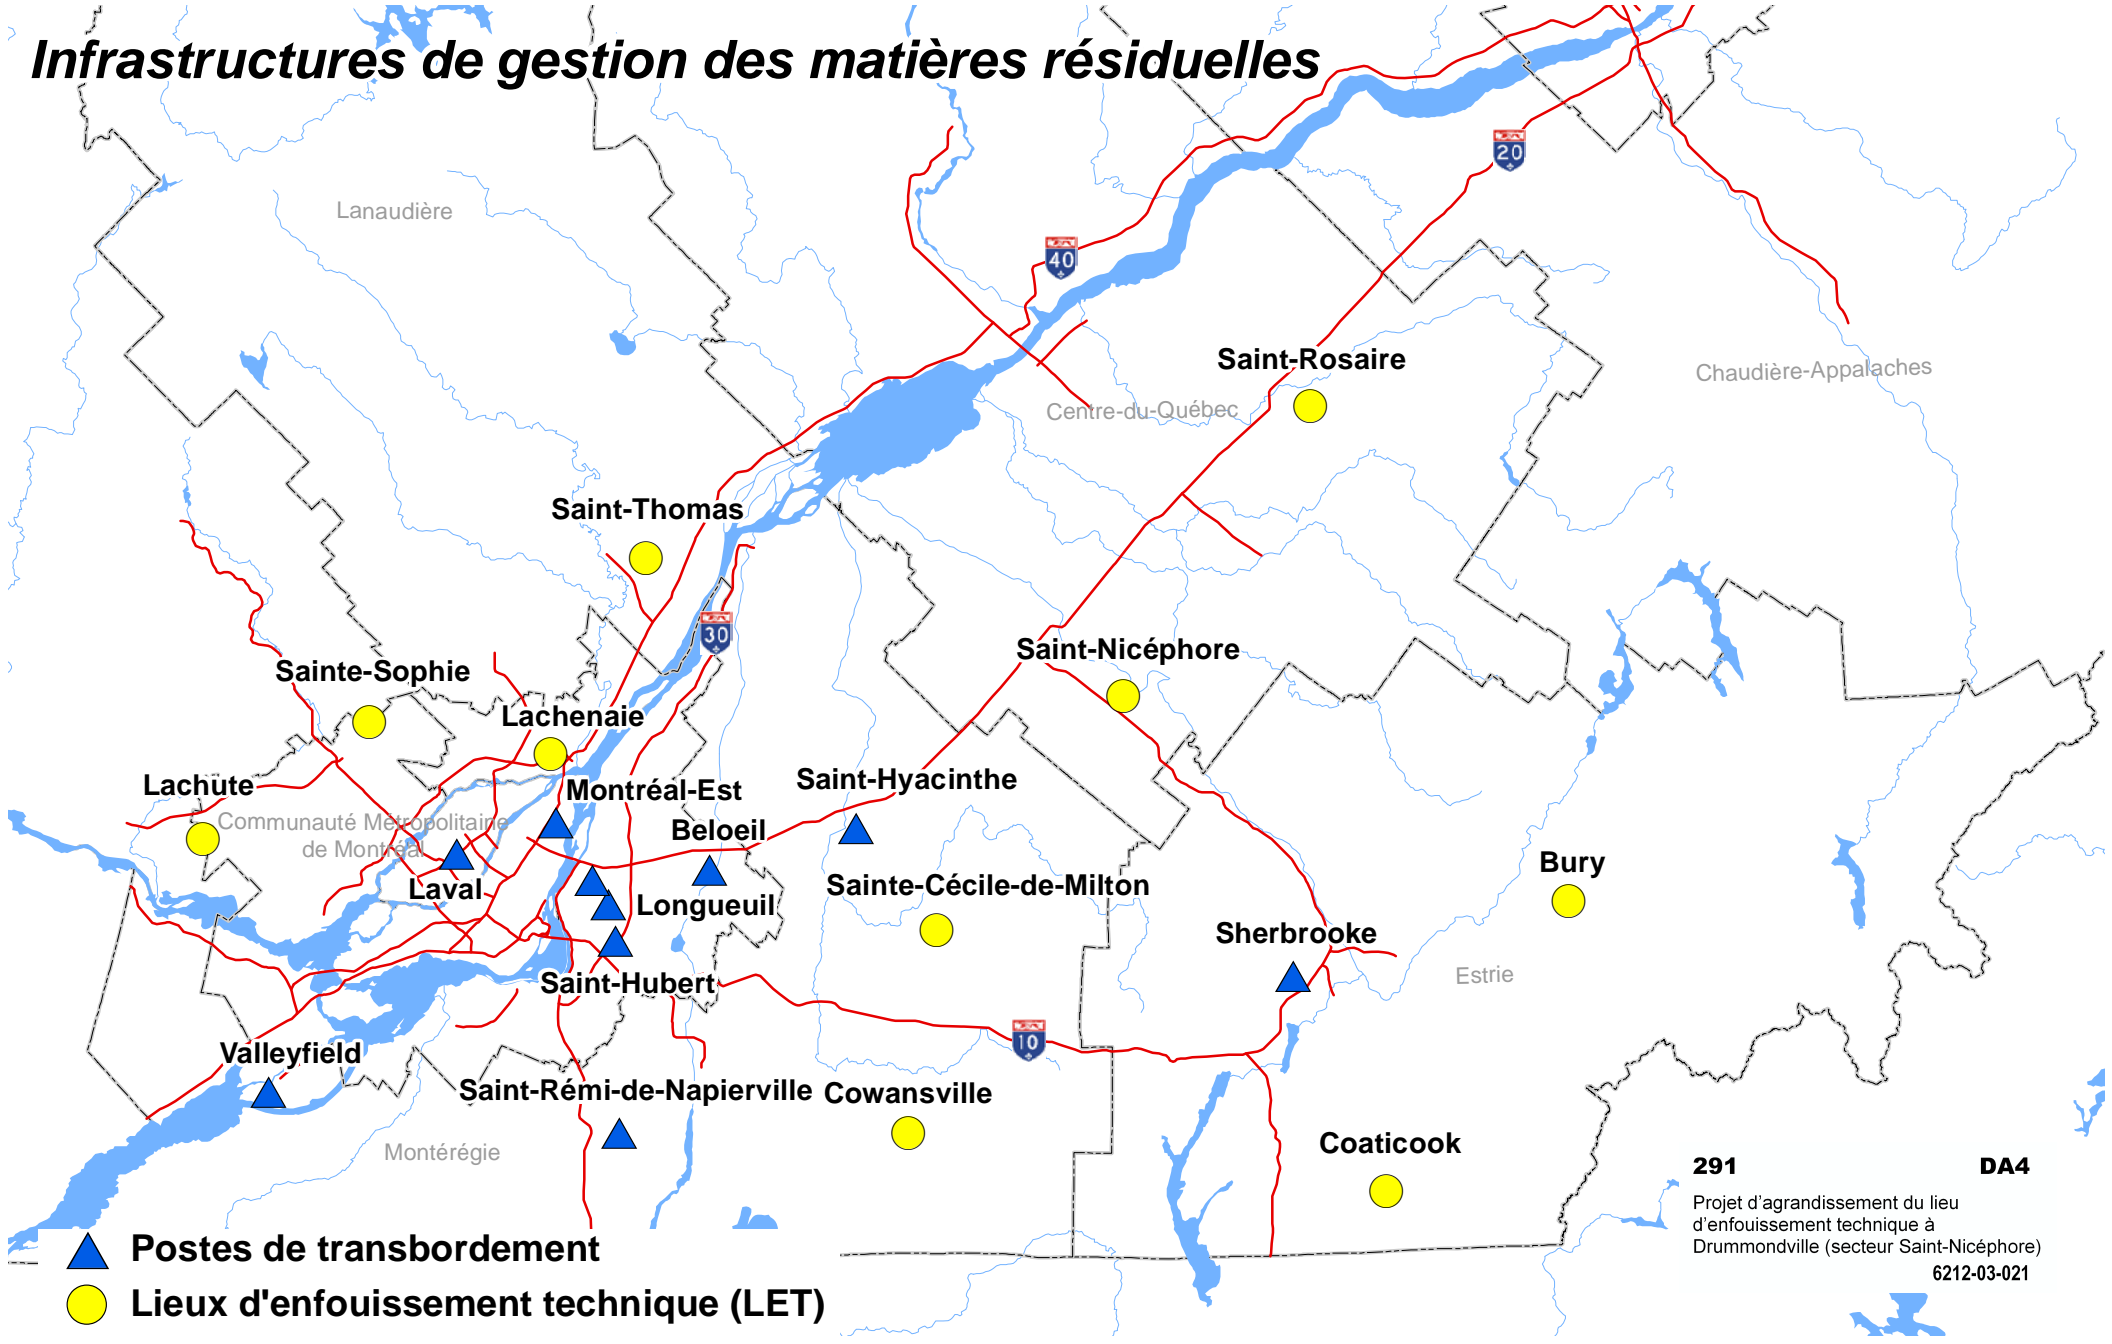 Infrastructures de gestion des matières résiduelles
20
Lanaudière
40
Saint-Rosaire
Chaudière-Appalaches
Centre-du-Québec
Saint-Thomas
30
Saint-Nicéphore
Sainte-Sophie
Lachenaie
Lachute
Montréal-Est
Saint-Hyacinthe
Communauté Métropolitaine
de Montréal
Beloeil
Bury
Laval
Sainte-Cécile-de-Milton
Longueuil
Sherbrooke
Estrie
Saint-Hubert
10
Valleyfield
Saint-Rémi-de-Napierville
Cowansville
Coaticook
Montérégie
291 DA4
Projet d'agrandissement du lieu
d'enfouissement technique à
Drummondville (secteur Saint-Nicéphore)
6212-03-021
Postes de transbordement
Lieux d'enfouissement technique (LET)